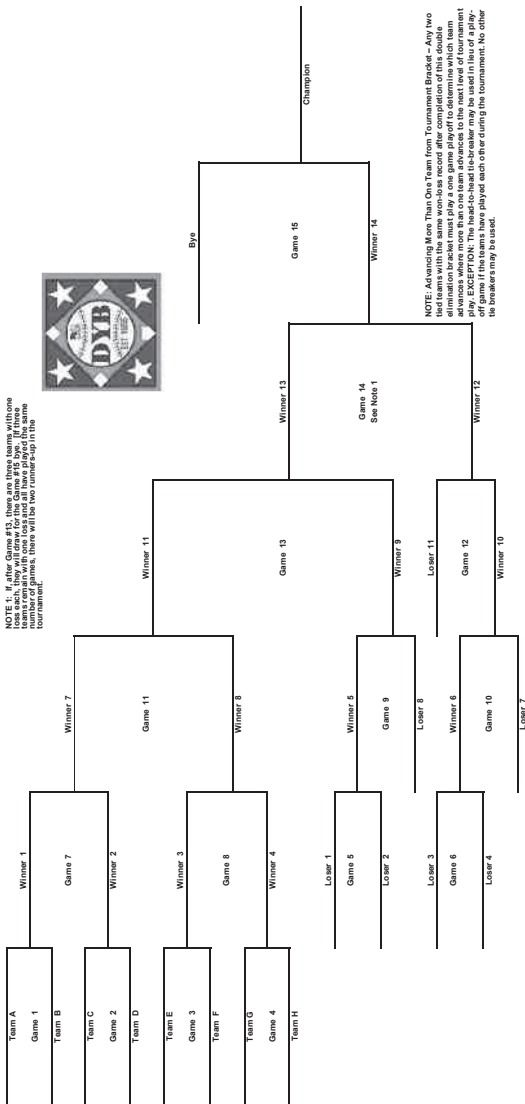 Team A
Game 1
Team B
Team C
Game 2
Team D
Team E
Game 3
Team F
Team G
Game 4
Team H
Winner 1
Game 7
Winner 2
Winner 3
Game 8
Winner 4
Loser 1
Game 5
Loser 2
Loser 3
Game 6
Loser 4
Winner 7
Game 11
Winner 8
Winner 5
Game 9
Loser 8
Winner 6
Game 10
Loser 7
Winner 11
Game 13
Winner 9
Loser 11
Game 12
Winner 10
Winner 13
Game 14
See Note 1
Winner 12
Bye
Game 15
Winner 14
Champion
NOTE 1: If, after Game #13, there are three teams with one
loss each, they will draw for the Game #15 bye. [If three
teams remain with one loss and all have played the same
number of games, there will be two runners-up in the
tournament.
DYB
NOTE: Advancing More Than One Team from Tournament Bracket – Any two
tied teams with the same won-loss record after completion of this double
elimination bracket must play a one game playoff to determine which team
advances where more than one team advances to the next level of tournament
play. EXCEPTION: The head-to-head tie-breaker may be used in lieu of a play-
off game if the teams have played each other during the tournament. No other
tie breakers may be used.